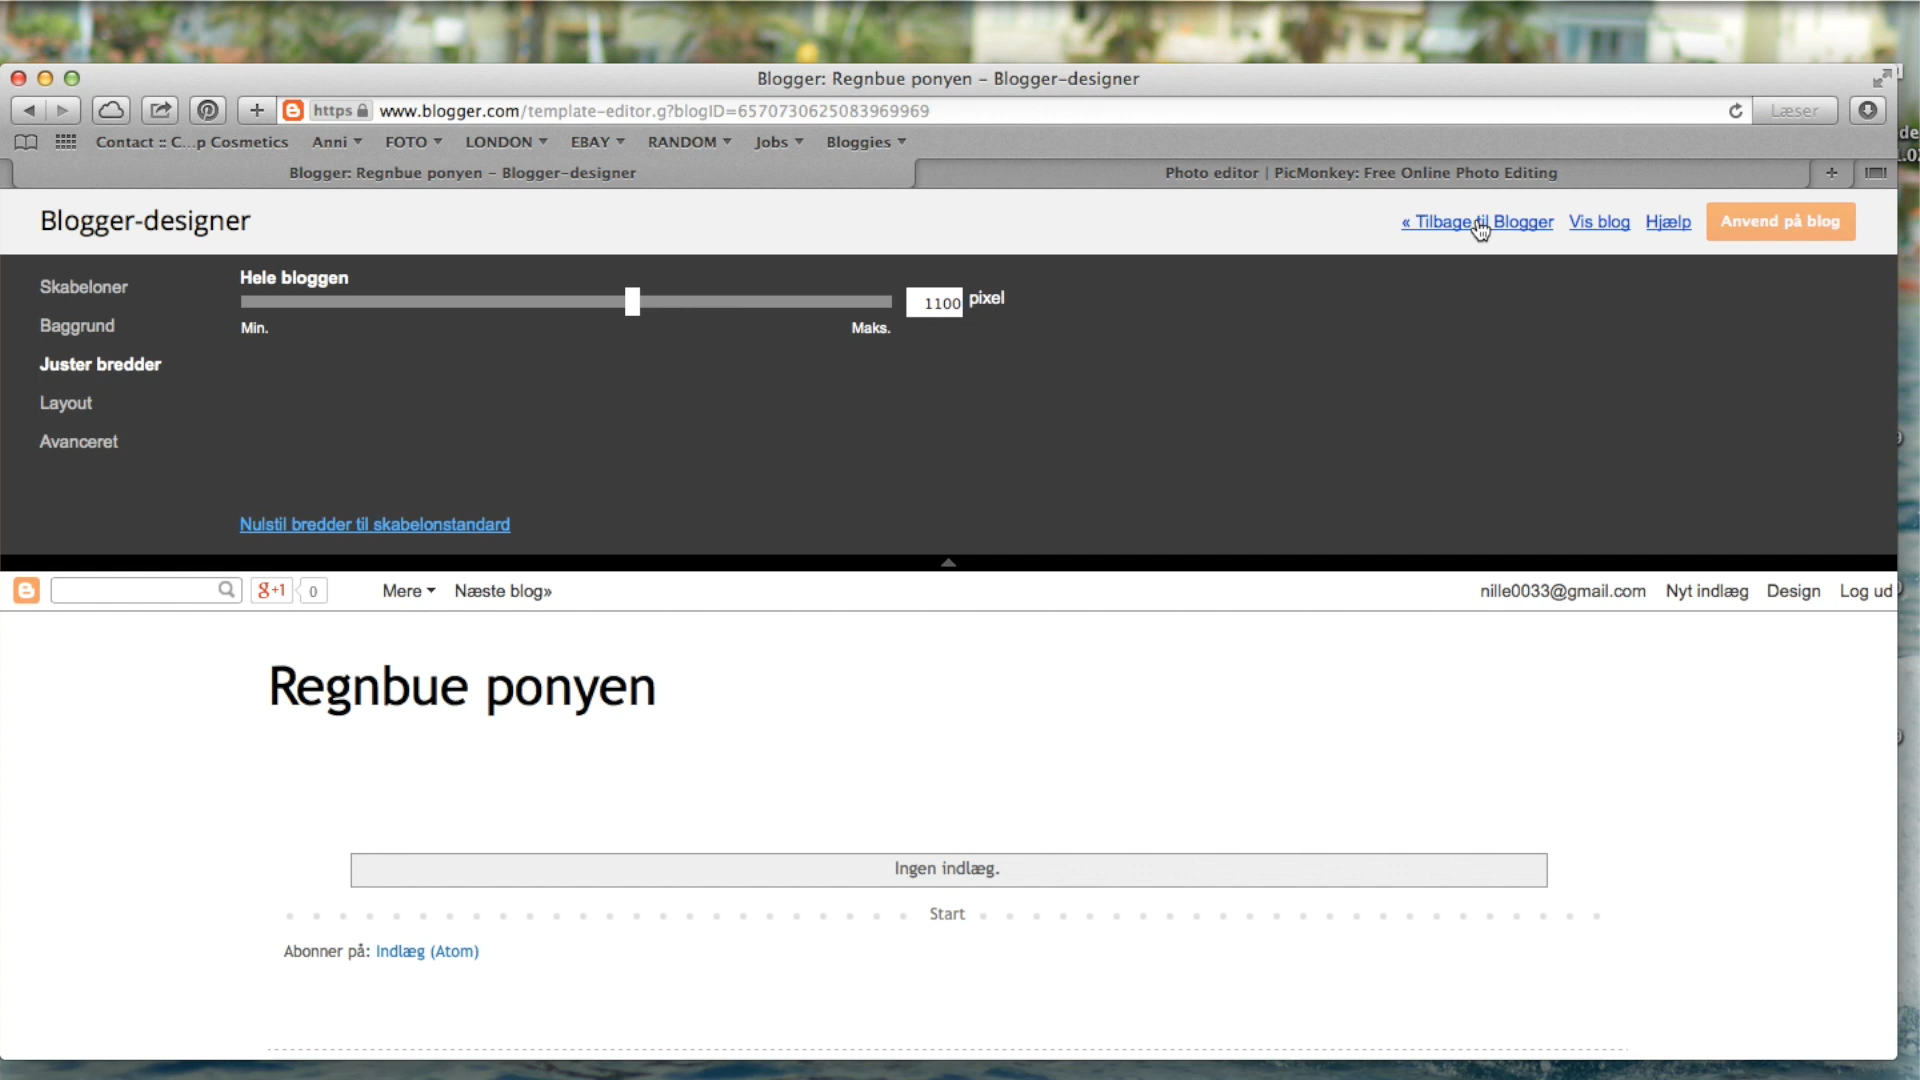 Blogger: Regnbue ponyen – Blogger-designer
https www.blogger.com/template-editor.g?blogID=6570730625083969969 Læser
Contact :: C...p Cosmetics Anni FOTO LONDON EBAY RANDOM Jobs Bloggies
Blogger: Regnbue ponyen – Blogger-designer Photo editor | PicMonkey: Free Online Photo Editing
Blogger-designer « Tilbage til Blogger Vis blog Hjælp Anvend på blog
Skabeloner
Baggrund
Juster bredder
Layout
Avanceret
Hele bloggen
1100 pixel
Min. Maks.
Nulstil bredder til skabelonstandard
g+1 0 Mere Næste blog» nille0033@gmail.com Nyt indlæg Design Log ud
Regnbue ponyen
Ingen indlæg.
Start
Abonner på: Indlæg (Atom)